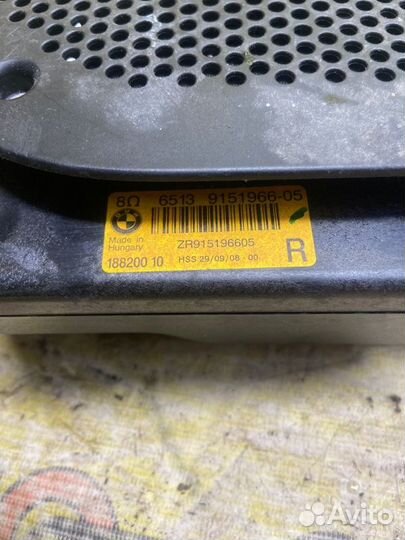 8Ω 6513 9151966-05
Made in
Hungary
ZR915196605
188200 10
HSS 29/09/08 - 00
R
Avito